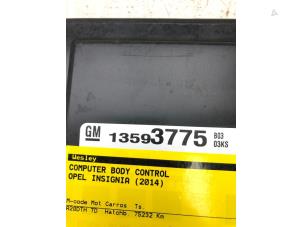 GM 13593775 B03
D3KS
Wesley
COMPUTER BODY CONTROL
OPEL INSIGNIA (2014)
M-code Mot Carros Ts.
A20DTH TD Hatchb. 75232 Km